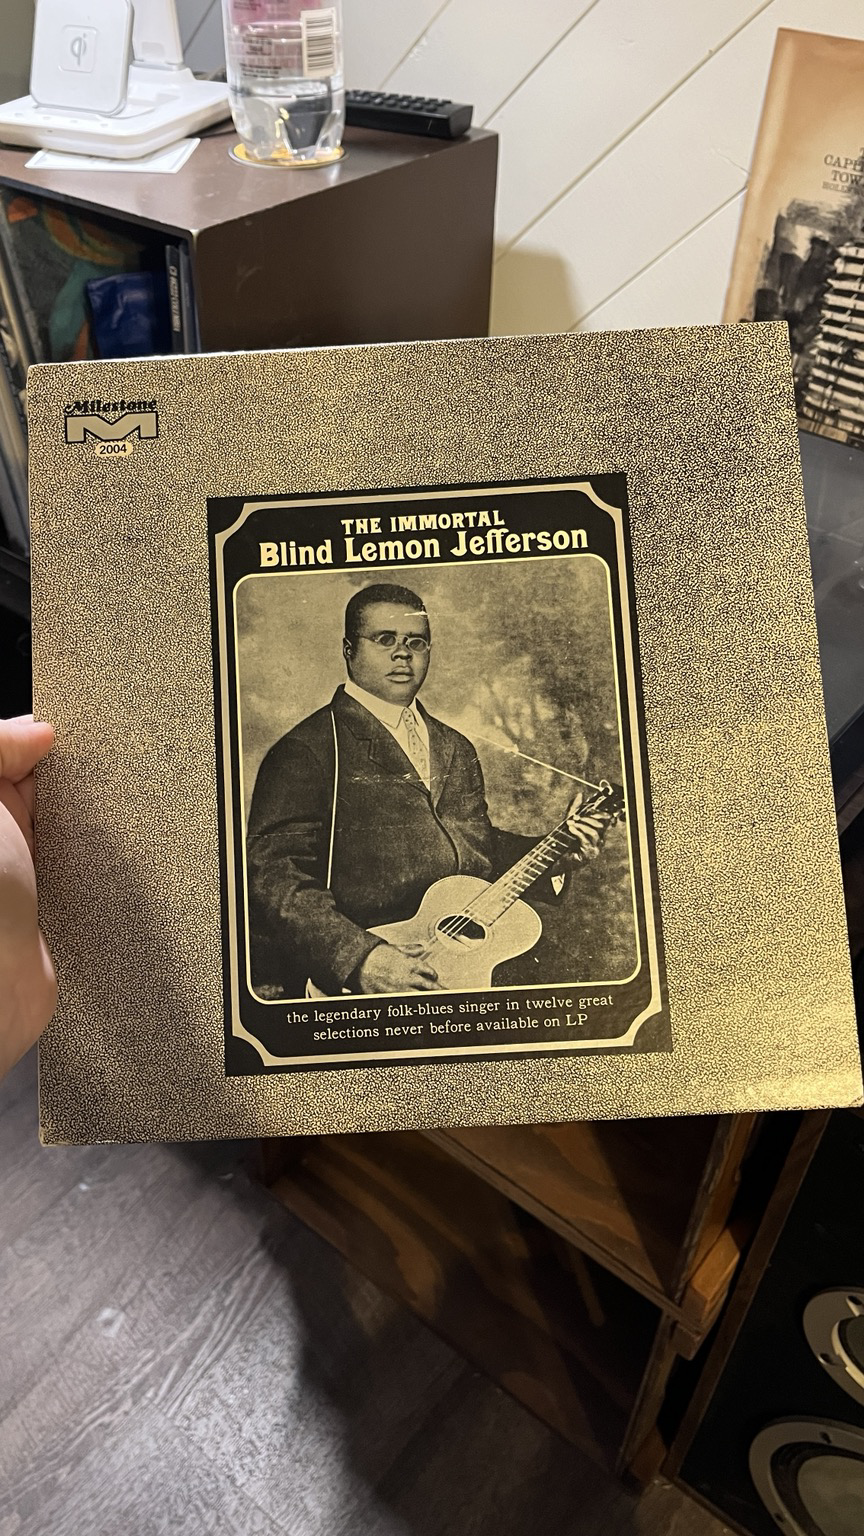 Milestone
M
2004
THE IMMORTAL
Blind Lemon Jefferson
the legendary folk-blues singer in twelve great
selections never before available on LP